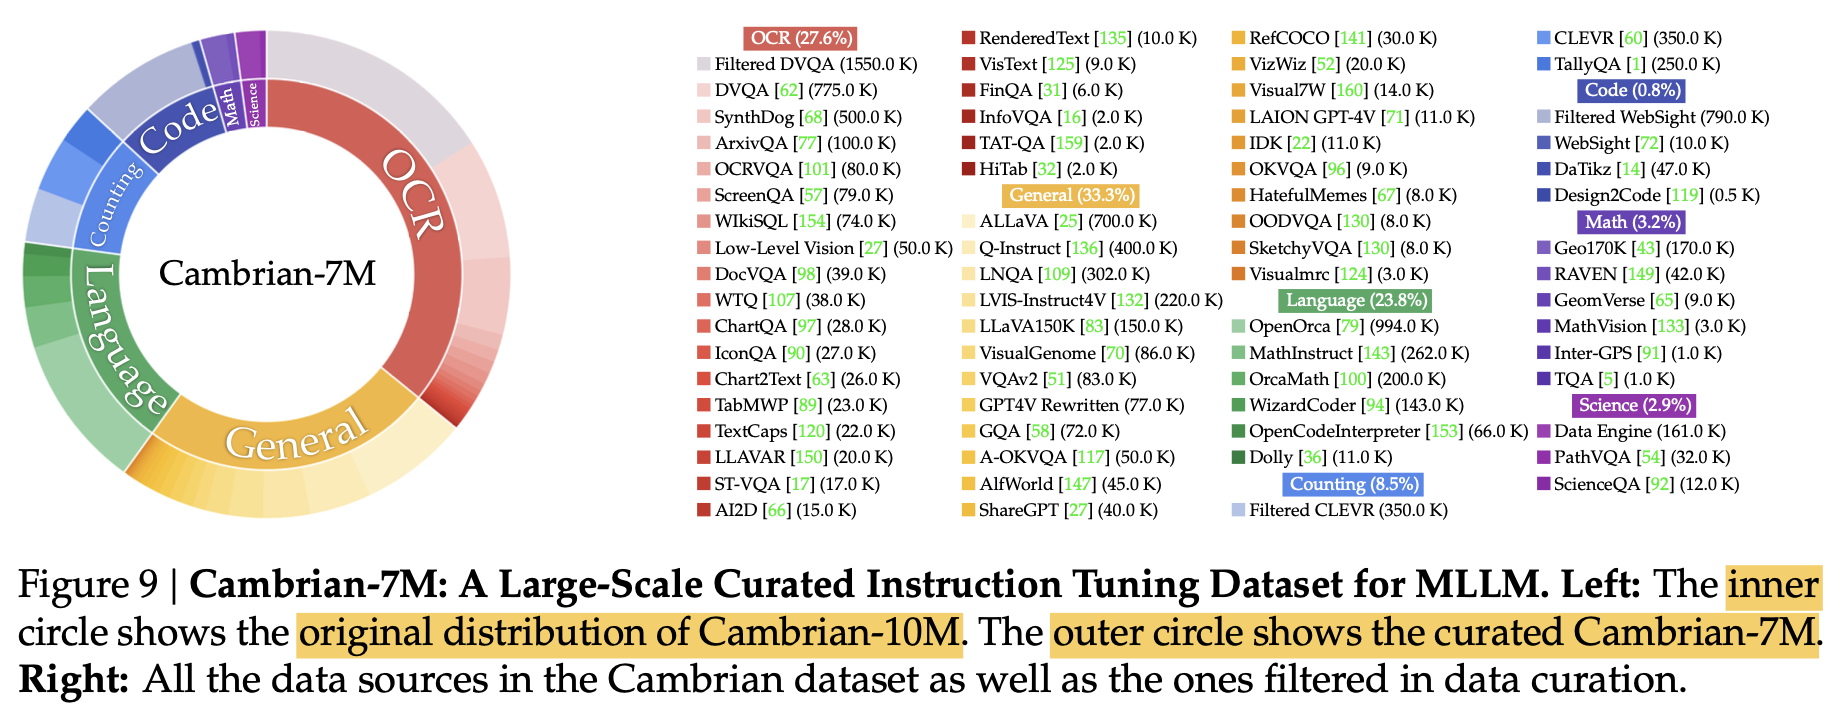 OCR
General
Language
Counting
Code
Math
Science
Cambrian-7M
OCR (27.6%)
Filtered DVQA (1550.0 K)
DVQA [62] (775.0 K)
SynthDog [68] (500.0 K)
ArxivQA [77] (100.0 K)
OCRVQA [101] (80.0 K)
ScreenQA [57] (79.0 K)
WIkiSQL [154] (74.0 K)
Low-Level Vision [27] (50.0 K)
DocVQA [98] (39.0 K)
WTQ [107] (38.0 K)
ChartQA [97] (28.0 K)
IconQA [90] (27.0 K)
Chart2Text [63] (26.0 K)
TabMWP [89] (23.0 K)
TextCaps [120] (22.0 K)
LLAVAR [150] (20.0 K)
ST-VQA [17] (17.0 K)
AI2D [66] (15.0 K)
RenderedText [135] (10.0 K)
VisText [125] (9.0 K)
FinQA [31] (6.0 K)
InfoVQA [16] (2.0 K)
TAT-QA [159] (2.0 K)
HiTab [32] (2.0 K)
General (33.3%)
ALLaVA [25] (700.0 K)
Q-Instruct [136] (400.0 K)
LNQA [109] (302.0 K)
LVIS-Instruct4V [132] (220.0 K)
LLaVA150K [83] (150.0 K)
VisualGenome [70] (86.0 K)
VQAv2 [51] (83.0 K)
GPT4V Rewritten (77.0 K)
GQA [58] (72.0 K)
A-OKVQA [117] (50.0 K)
AlfWorld [147] (45.0 K)
ShareGPT [27] (40.0 K)
RefCOCO [141] (30.0 K)
VizWiz [52] (20.0 K)
Visual7W [160] (14.0 K)
LAION GPT-4V [71] (11.0 K)
IDK [22] (11.0 K)
OKVQA [96] (9.0 K)
HatefulMemes [67] (8.0 K)
OODVQA [130] (8.0 K)
SketchyVQA [130] (8.0 K)
Visualmrc [124] (3.0 K)
Language (23.8%)
OpenOrca [79] (994.0 K)
MathInstruct [143] (262.0 K)
OrcaMath [100] (200.0 K)
WizardCoder [94] (143.0 K)
OpenCodeInterpreter [153] (66.0 K)
Dolly [36] (11.0 K)
Counting (8.5%)
Filtered CLEVR (350.0 K)
CLEVR [60] (350.0 K)
TallyQA [1] (250.0 K)
Code (0.8%)
Filtered WebSight (790.0 K)
WebSight [72] (10.0 K)
DaTikz [14] (47.0 K)
Design2Code [119] (0.5 K)
Math (3.2%)
Geo170K [43] (170.0 K)
RAVEN [149] (42.0 K)
GeomVerse [65] (9.0 K)
MathVision [133] (3.0 K)
Inter-GPS [91] (1.0 K)
TQA [5] (1.0 K)
Science (2.9%)
Data Engine (161.0 K)
PathVQA [54] (32.0 K)
ScienceQA [92] (12.0 K)
Figure 9 | Cambrian-7M: A Large-Scale Curated Instruction Tuning Dataset for MLLM. Left: The inner
circle shows the original distribution of Cambrian-10M. The outer circle shows the curated Cambrian-7M.
Right: All the data sources in the Cambrian dataset as well as the ones filtered in data curation.